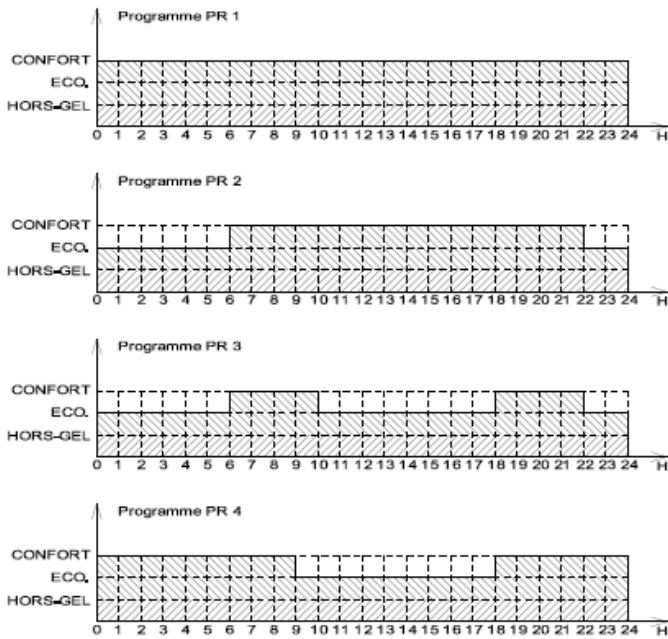 Programme PR 1
CONFORT
ECO.
HORS-GEL
0 1 2 3 4 5 6 7 8 9 10 11 12 13 14 15 16 17 18 19 20 21 22 23 24 H
Programme PR 2
CONFORT
ECO.
HORS-GEL
0 1 2 3 4 5 6 7 8 9 10 11 12 13 14 15 16 17 18 19 20 21 22 23 24 H
Programme PR 3
CONFORT
ECO.
HORS-GEL
0 1 2 3 4 5 6 7 8 9 10 11 12 13 14 15 16 17 18 19 20 21 22 23 24 H
Programme PR 4
CONFORT
ECO.
HORS-GEL
0 1 2 3 4 5 6 7 8 9 10 11 12 13 14 15 16 17 18 19 20 21 22 23 24 H